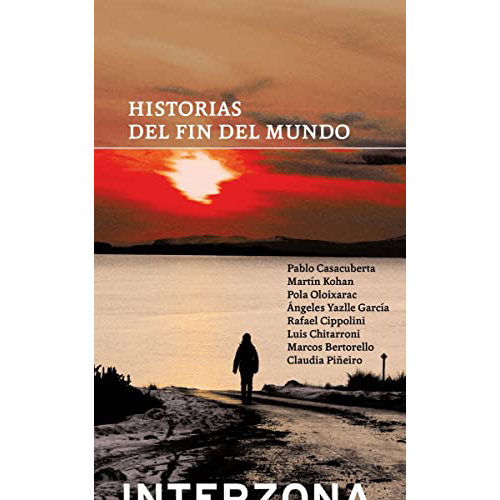 HISTORIAS
DEL FIN DEL MUNDO
Pablo Casacuberta
Martín Kohan
Pola Oloixarac
Ángeles Yazlle García
Rafael Cippolini
Luis Chitarroni
Marcos Bertorello
Claudia Piñeiro
INTERZONA